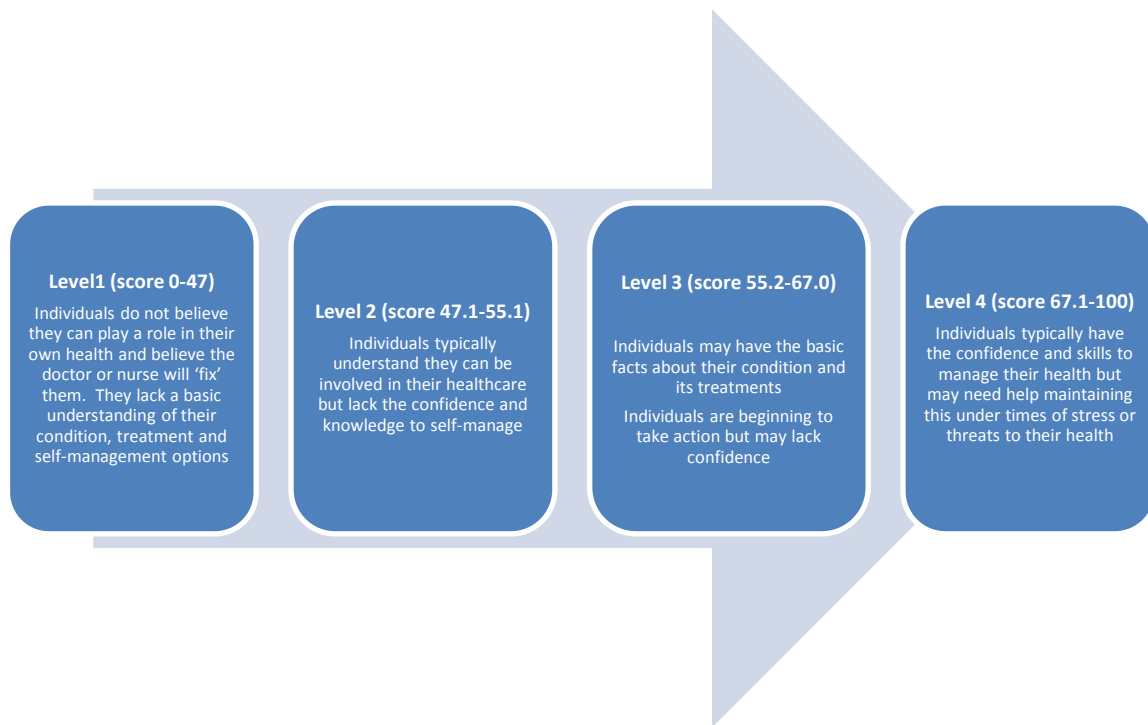 Level1 (score 0-47)
Individuals do not believe
they can play a role in their
own health and believe the
doctor or nurse will ‘fix’
them.  They lack a basic
understanding of their
condition, treatment and
self-management options
Level 2 (score 47.1-55.1)
Individuals typically
understand they can be
involved in their healthcare
but lack the confidence and
knowledge to self-manage
Level 3 (score 55.2-67.0)
Individuals may have the basic
facts about their condition and
its treatments
Individuals are beginning to
take action but may lack
confidence
Level 4 (score 67.1-100)
Individuals typically have
the confidence and skills to
manage their health but
may need help maintaining
this under times of stress or
threats to their health